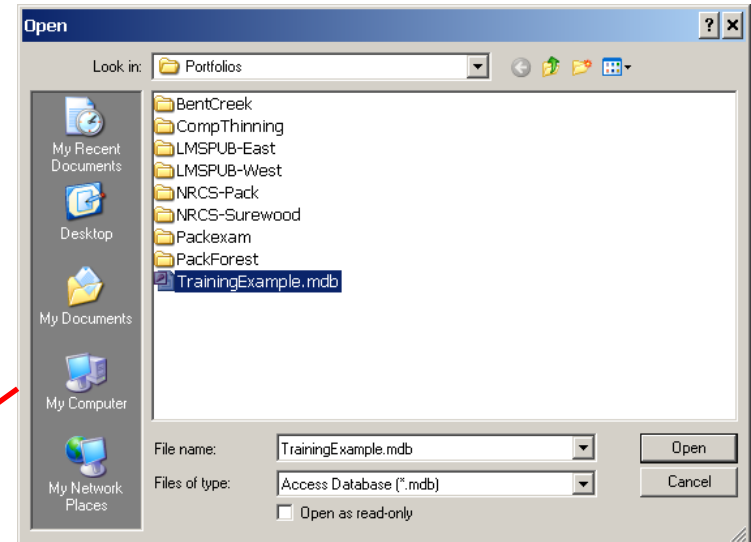 Open
Look in:
Portfolios
My Recent
Documents
Desktop
My Documents
My Computer
My Network
Places
BentCreek
CompThinning
LMSPUB-East
LMSPUB-West
NRCS-Pack
NRCS-Surewood
Packexam
PackForest
TrainingExample.mdb
File name:
TrainingExample.mdb
Open
Files of type:
Access Database (*.mdb)
Cancel
Open as read-only